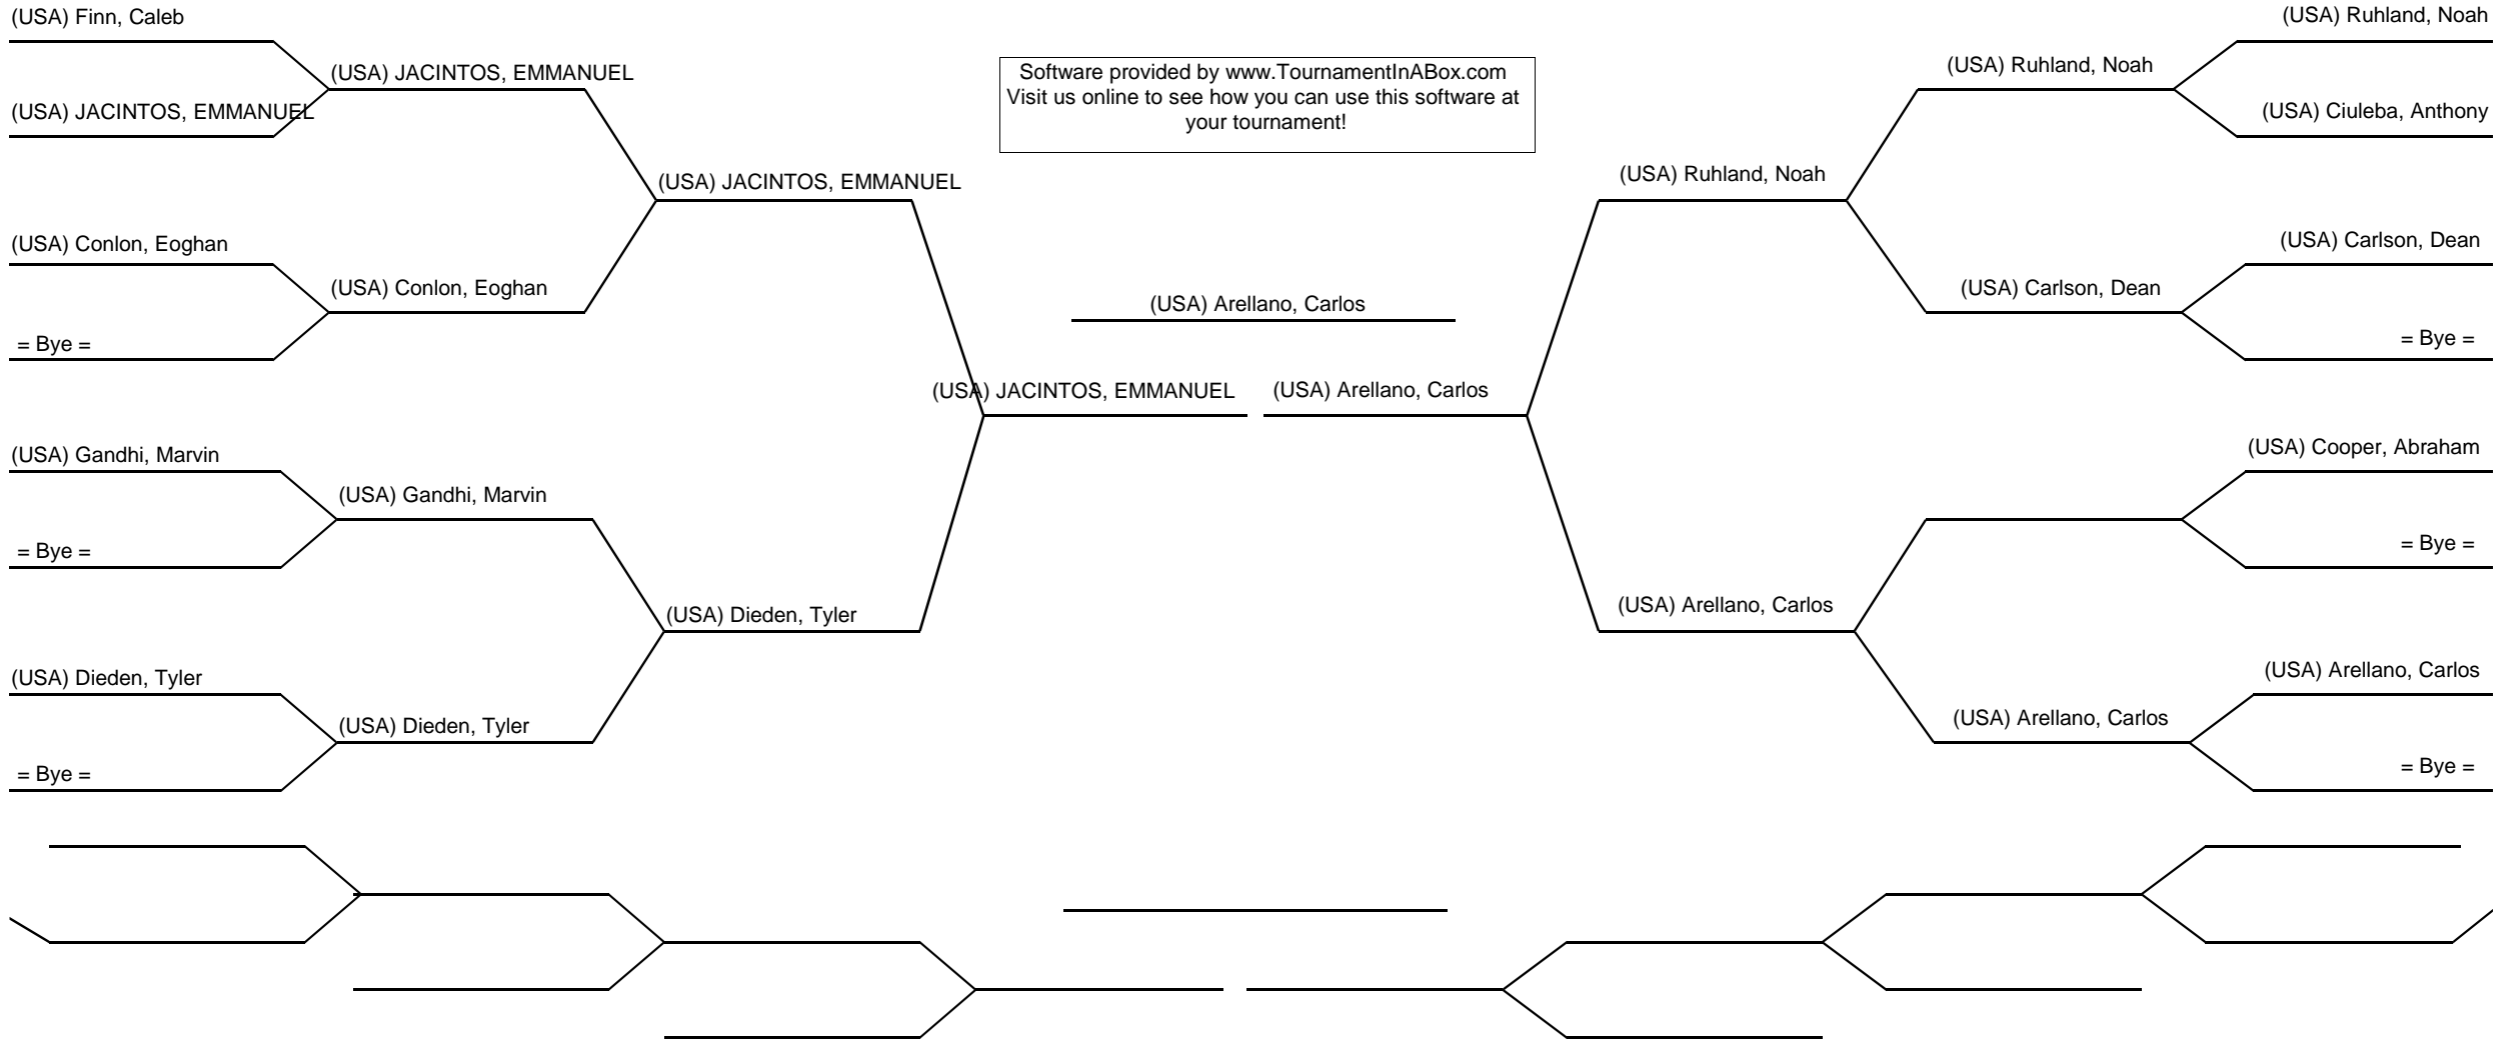 (USA) Finn, Caleb
(USA) JACINTOS, EMMANUEL
(USA) JACINTOS, EMMANUEL
(USA) JACINTOS, EMMANUEL
(USA) Conlon, Eoghan
(USA) Conlon, Eoghan
= Bye =
(USA) Gandhi, Marvin
(USA) Gandhi, Marvin
= Bye =
(USA) Dieden, Tyler
(USA) Dieden, Tyler
(USA) Dieden, Tyler
= Bye =
Software provided by www.TournamentInABox.com
Visit us online to see how you can use this software at
your tournament!
(USA) Arellano, Carlos
(USA) JACINTOS, EMMANUEL
(USA) Arellano, Carlos
(USA) Ruhland, Noah
(USA) Ruhland, Noah
(USA) Ruhland, Noah
(USA) Ciuleba, Anthony
(USA) Carlson, Dean
(USA) Carlson, Dean
= Bye =
(USA) Cooper, Abraham
= Bye =
(USA) Arellano, Carlos
(USA) Arellano, Carlos
(USA) Arellano, Carlos
= Bye =